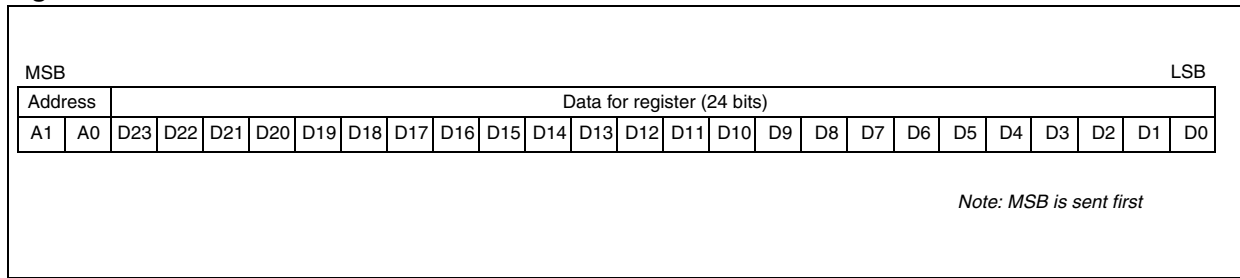 MSB LSB
Address Data for register (24 bits)
A1 A0 D23 D22 D21 D20 D19 D18 D17 D16 D15 D14 D13 D12 D11 D10 D9 D8 D7 D6 D5 D4 D3 D2 D1 D0
Note: MSB is sent first